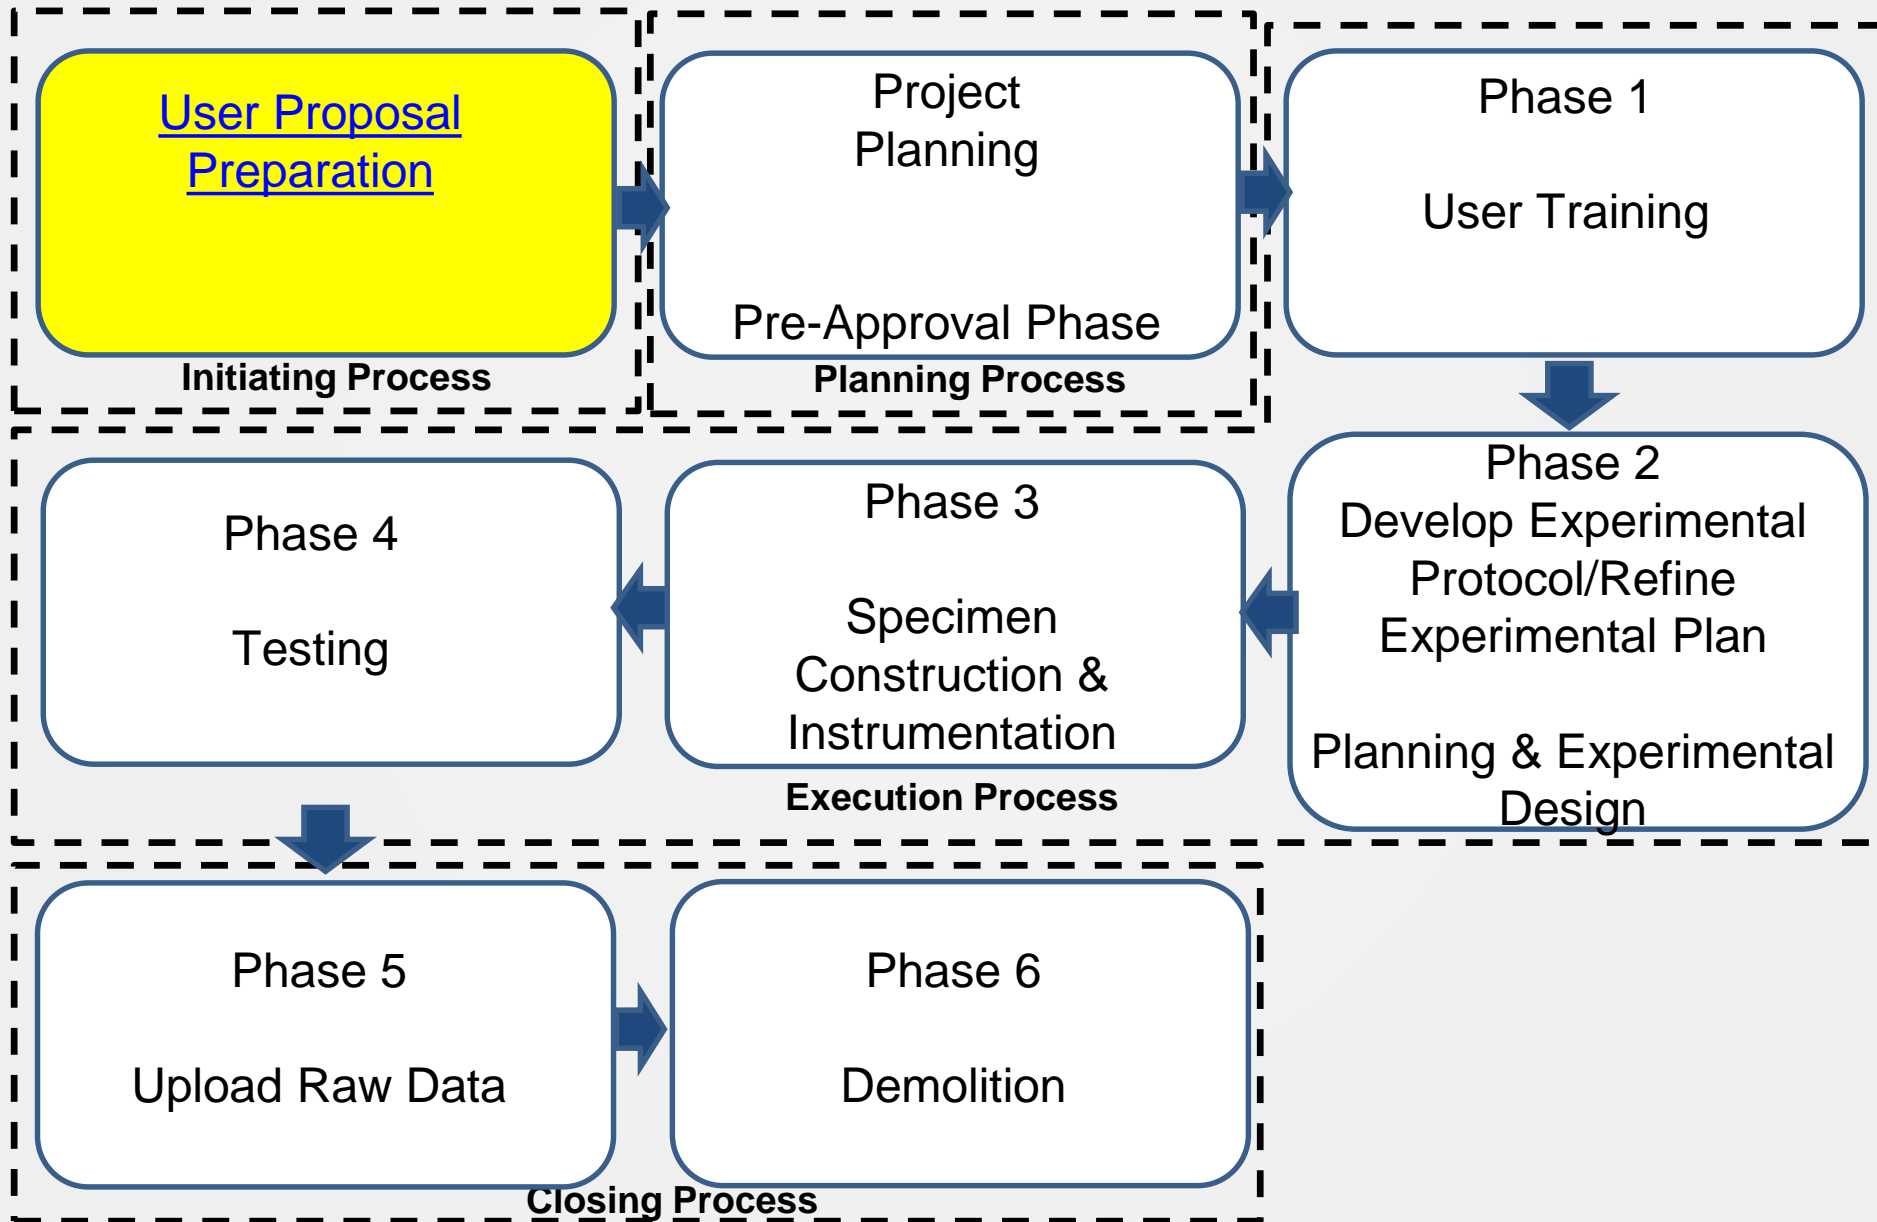 User Proposal
Preparation
Initiating Process
Project
Planning
Pre-Approval Phase
Planning Process
Phase 1
User Training
Phase 2
Develop Experimental
Protocol/Refine
Experimental Plan
Planning & Experimental
Design
Phase 3
Specimen
Construction &
Instrumentation
Phase 4
Testing
Execution Process
Phase 5
Upload Raw Data
Phase 6
Demolition
Closing Process